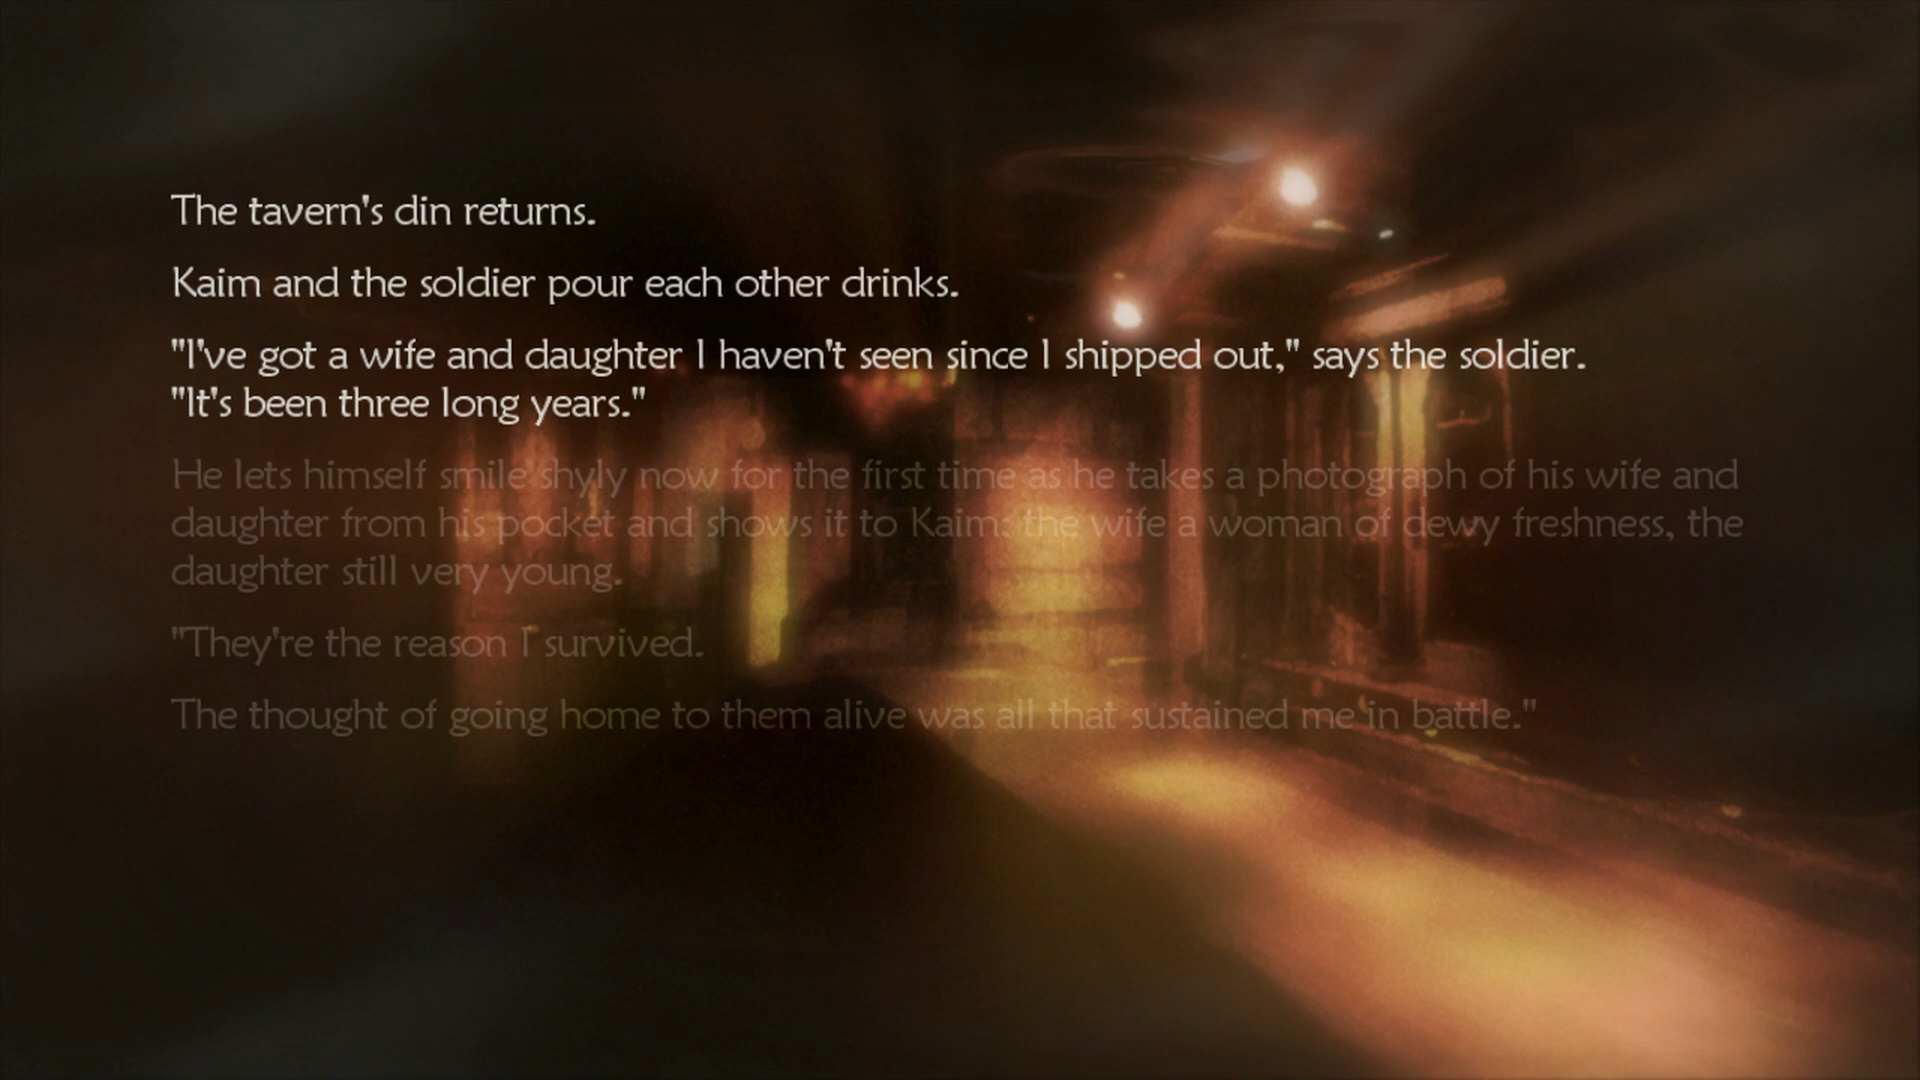 The tavern's din returns.
Kaim and the soldier pour each other drinks.
"I've got a wife and daughter I haven't seen since I shipped out," says the soldier.
"It's been three long years."
He lets himself smile shyly now for the first time as he takes a photograph of his wife and
daughter from his pocket and shows it to Kaim: the wife a woman of dewy freshness, the
daughter still very young.
"They're the reason I survived.
The thought of going home to them alive was all that sustained me in battle."